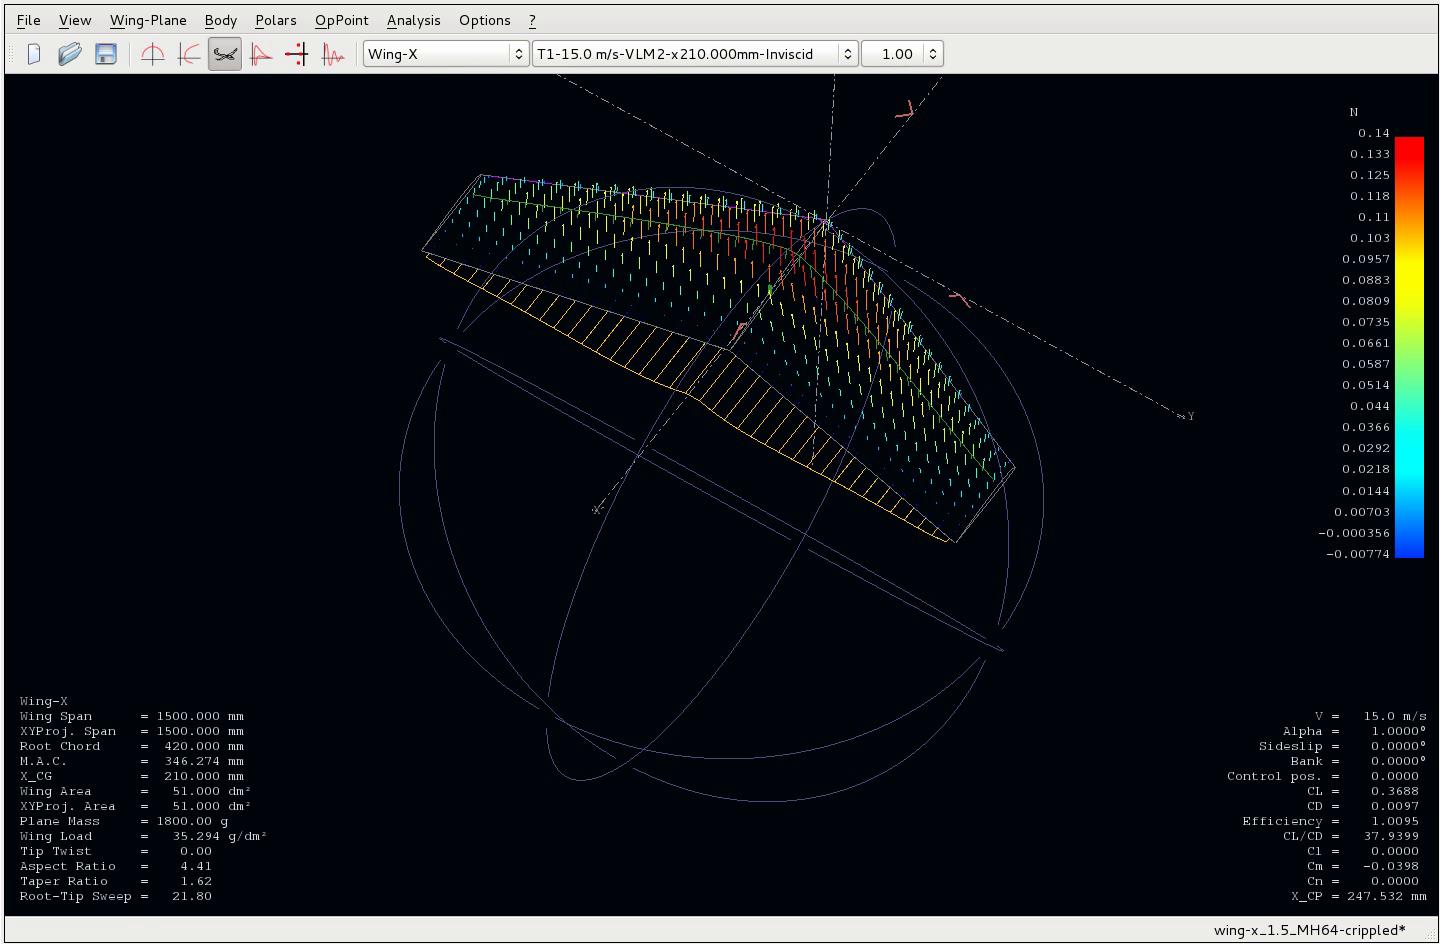 File View Wing-Plane Body Polars OpPoint Analysis Options ?
Wing-X T1-15.0 m/s-VLM2-x210.000mm-Inviscid 1.00
N
0.14
0.133
0.125
0.118
0.11
0.103
0.0957
0.0883
0.0809
0.0735
0.0661
0.0587
0.0514
0.044
0.0366
0.0292
0.0218
0.0144
0.00703
-0.000356
-0.00774
Y
X
Wing-X
Wing Span = 1500.000 mm
XYProj. Span = 1500.000 mm
Root Chord = 420.000 mm
M.A.C. = 346.274 mm
X_CG = 210.000 mm
Wing Area = 51.000 dm²
XYProj. Area = 51.000 dm²
Plane Mass = 1800.00 g
Wing Load = 35.294 g/dm²
Tip Twist = 0.00
Aspect Ratio = 4.41
Taper Ratio = 1.62
Root-Tip Sweep = 21.80
V = 15.0 m/s
Alpha = 1.0000°
Sideslip = 0.0000°
Bank = 0.0000°
Control pos. = 0.0000
CL = 0.3688
CD = 0.0097
Efficiency = 1.0095
CL/CD = 37.9399
Cl = 0.0000
Cm = -0.0398
Cn = 0.0000
X_CP = 247.532 mm
wing-x_1.5_MH64-crippled*